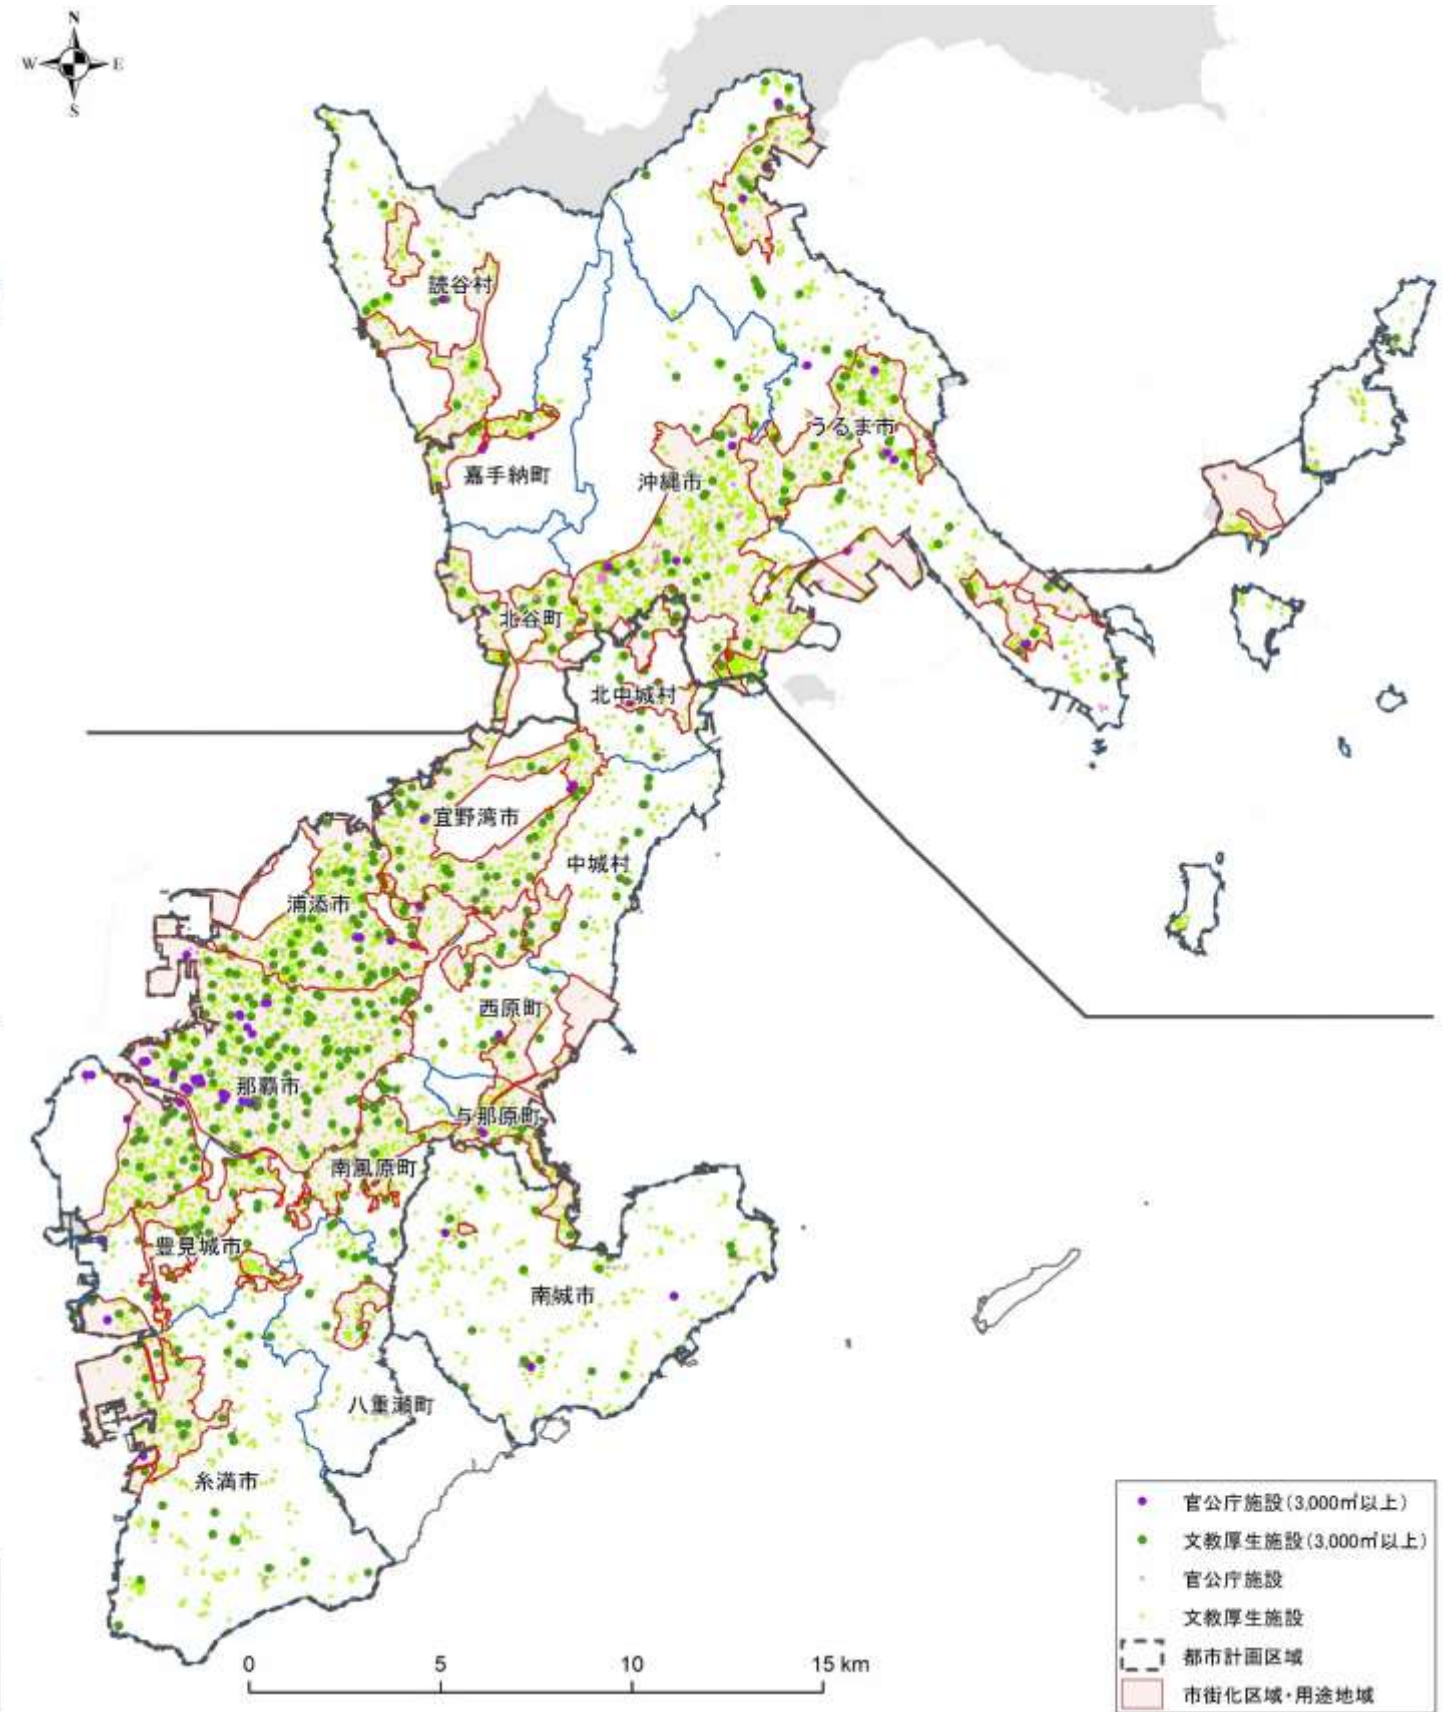 N
W E
S
読谷村
うるま市
嘉手納町
沖縄市
北谷町
北中城村
宜野湾市
中城村
浦添市
西原町
那覇市
与那原町
南風原町
豊見城市
南城市
八重瀬町
糸満市
0 5 10 15 km
官公庁施設(3,000㎡以上)
文教厚生施設(3,000㎡以上)
官公庁施設
文教厚生施設
都市計画区域
市街化区域・用途地域